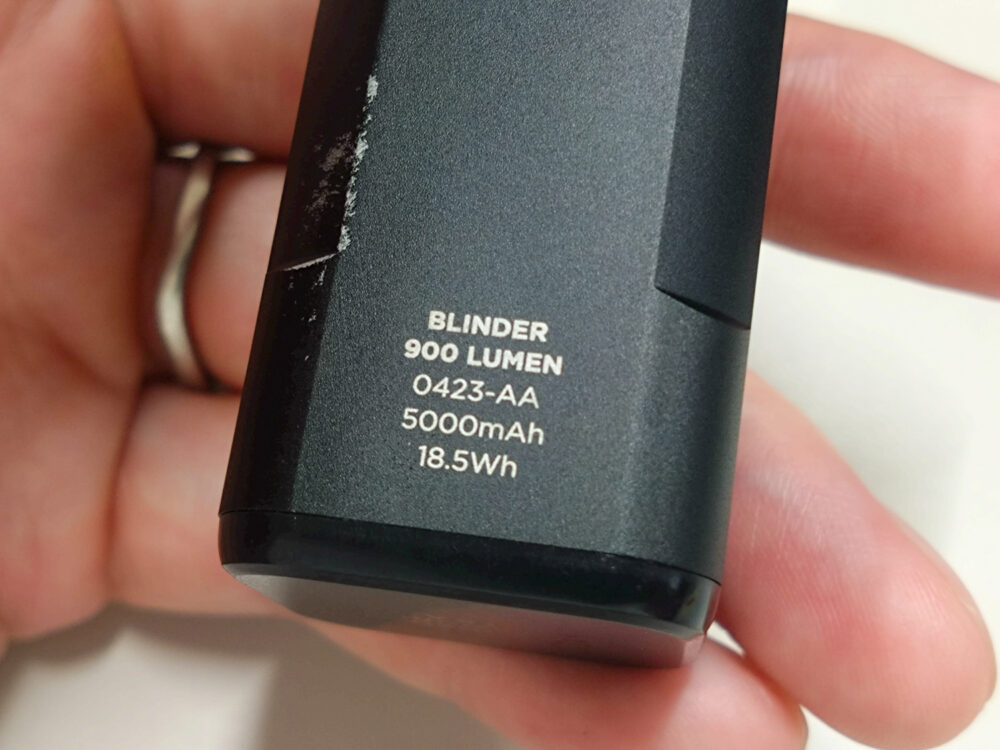 BLINDER
900 LUMEN
0423-AA
5000mAh
18.5Wh